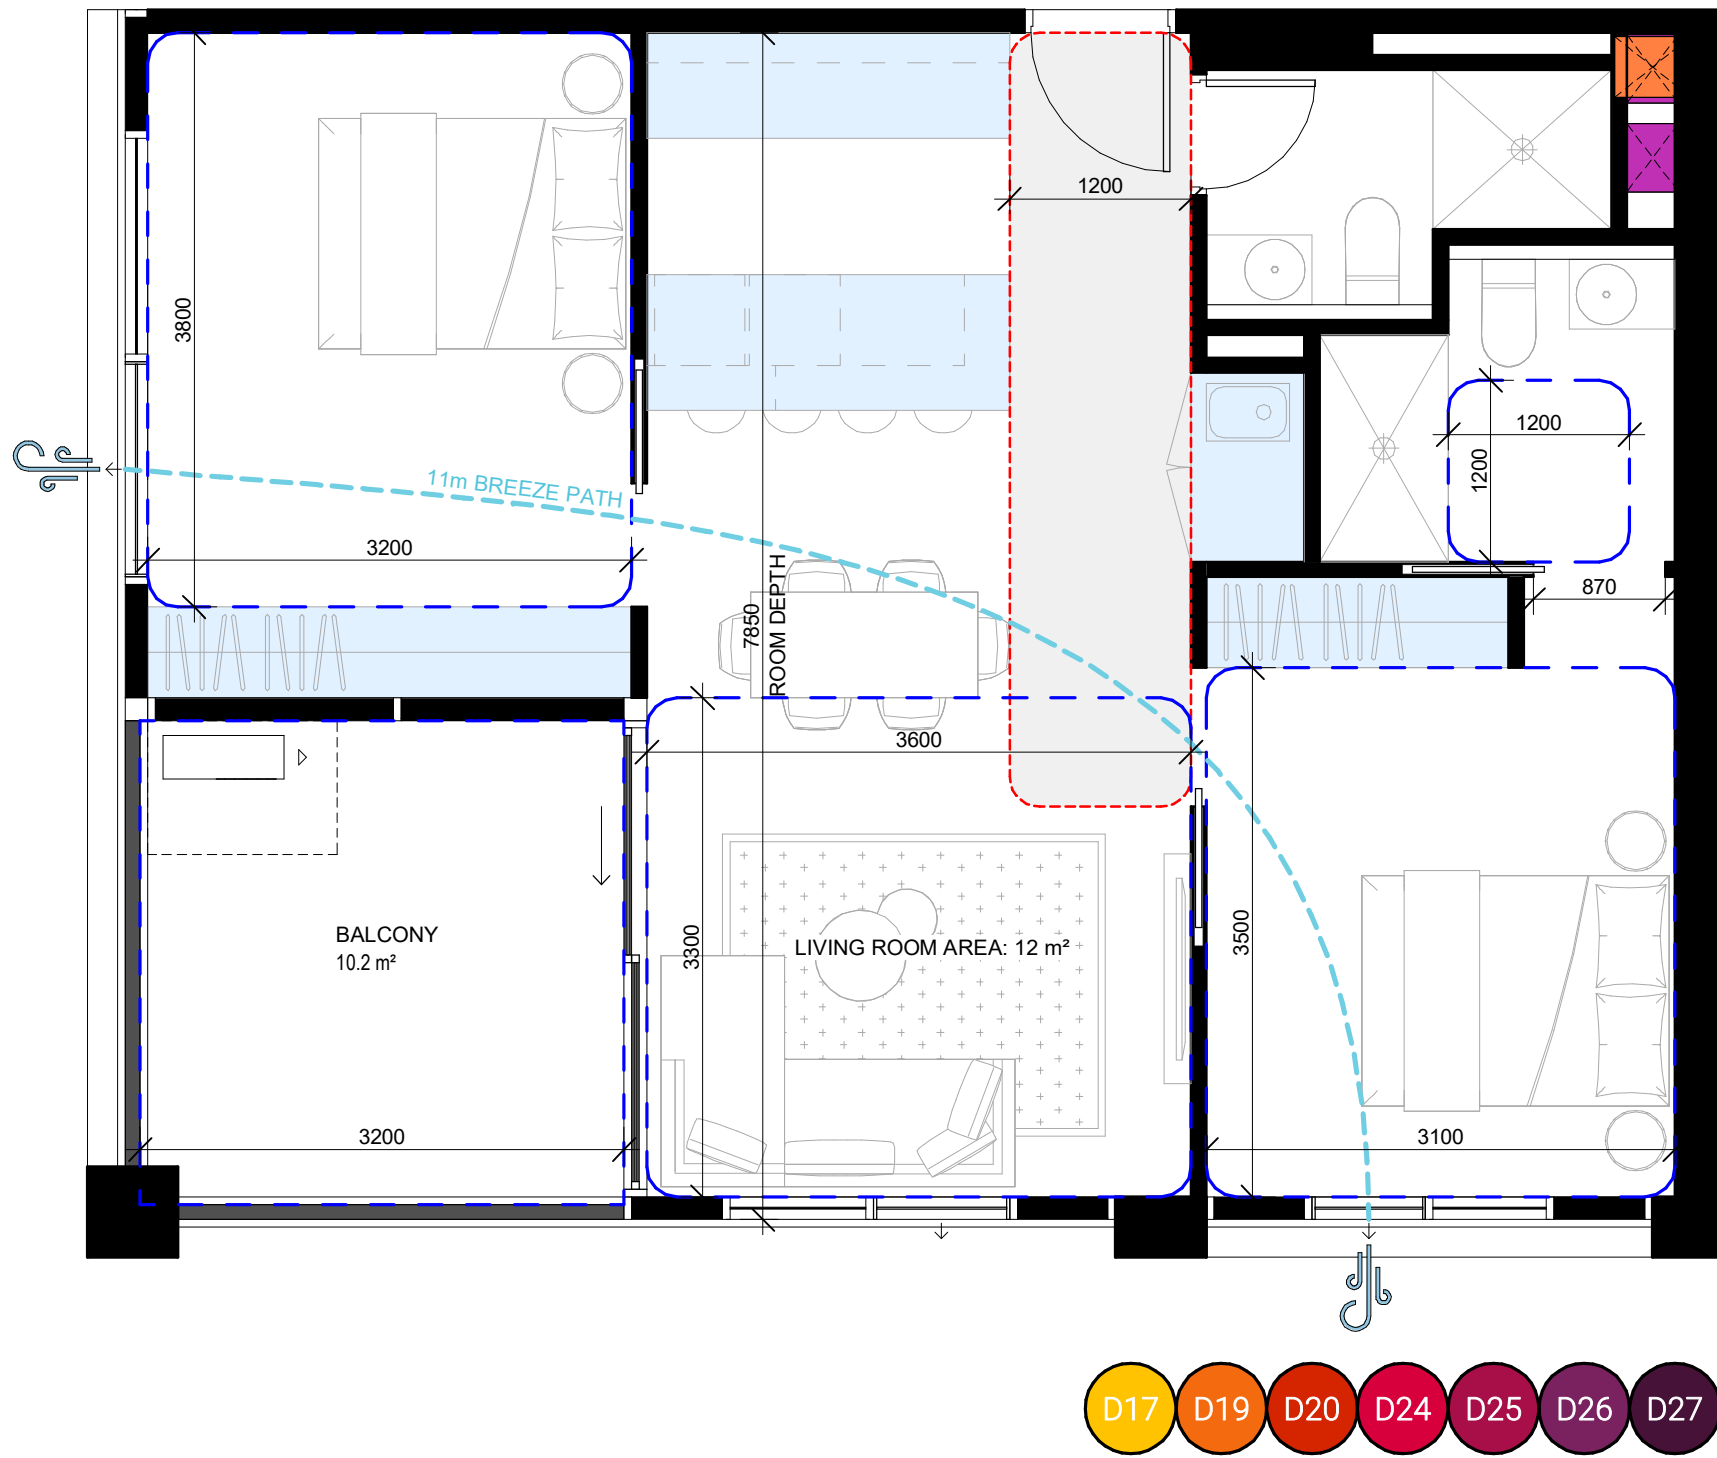 1200
3800
11m BREEZE PATH
1200
1200
3200
870
7850
ROOM DEPTH
3600
BALCONY
10.2 m²
LIVING ROOM AREA: 12 m²
3300
3500
3200
3100
D17
D19
D20
D24
D25
D26
D27